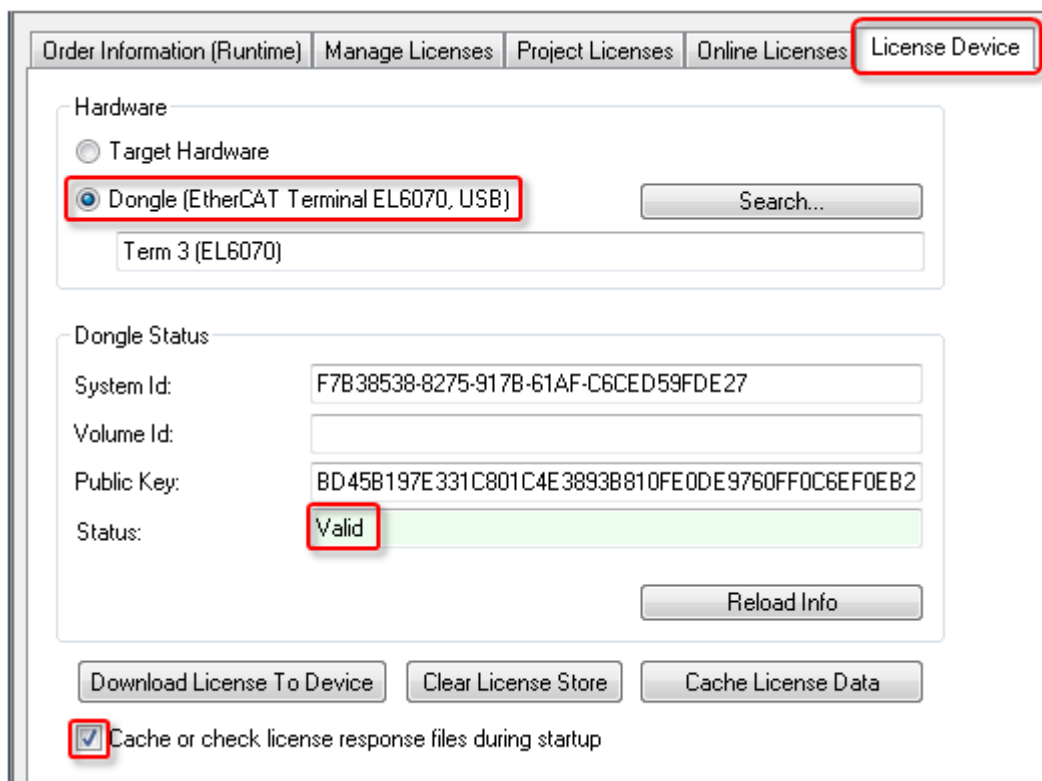 Order Information (Runtime) Manage Licenses Project Licenses Online Licenses License Device
Hardware
Target Hardware
Dongle (EtherCAT Terminal EL6070, USB) Search...
Term 3 (EL6070)
Dongle Status
System Id: F7B38538-8275-917B-61AF-C6CED59FDE27
Volume Id:
Public Key: BD45B197E331C801C4E3893B810FE0DE9760FF0C6EF0EB2
Status: Valid
Reload Info
Download License To Device Clear License Store Cache License Data
Cache or check license response files during startup